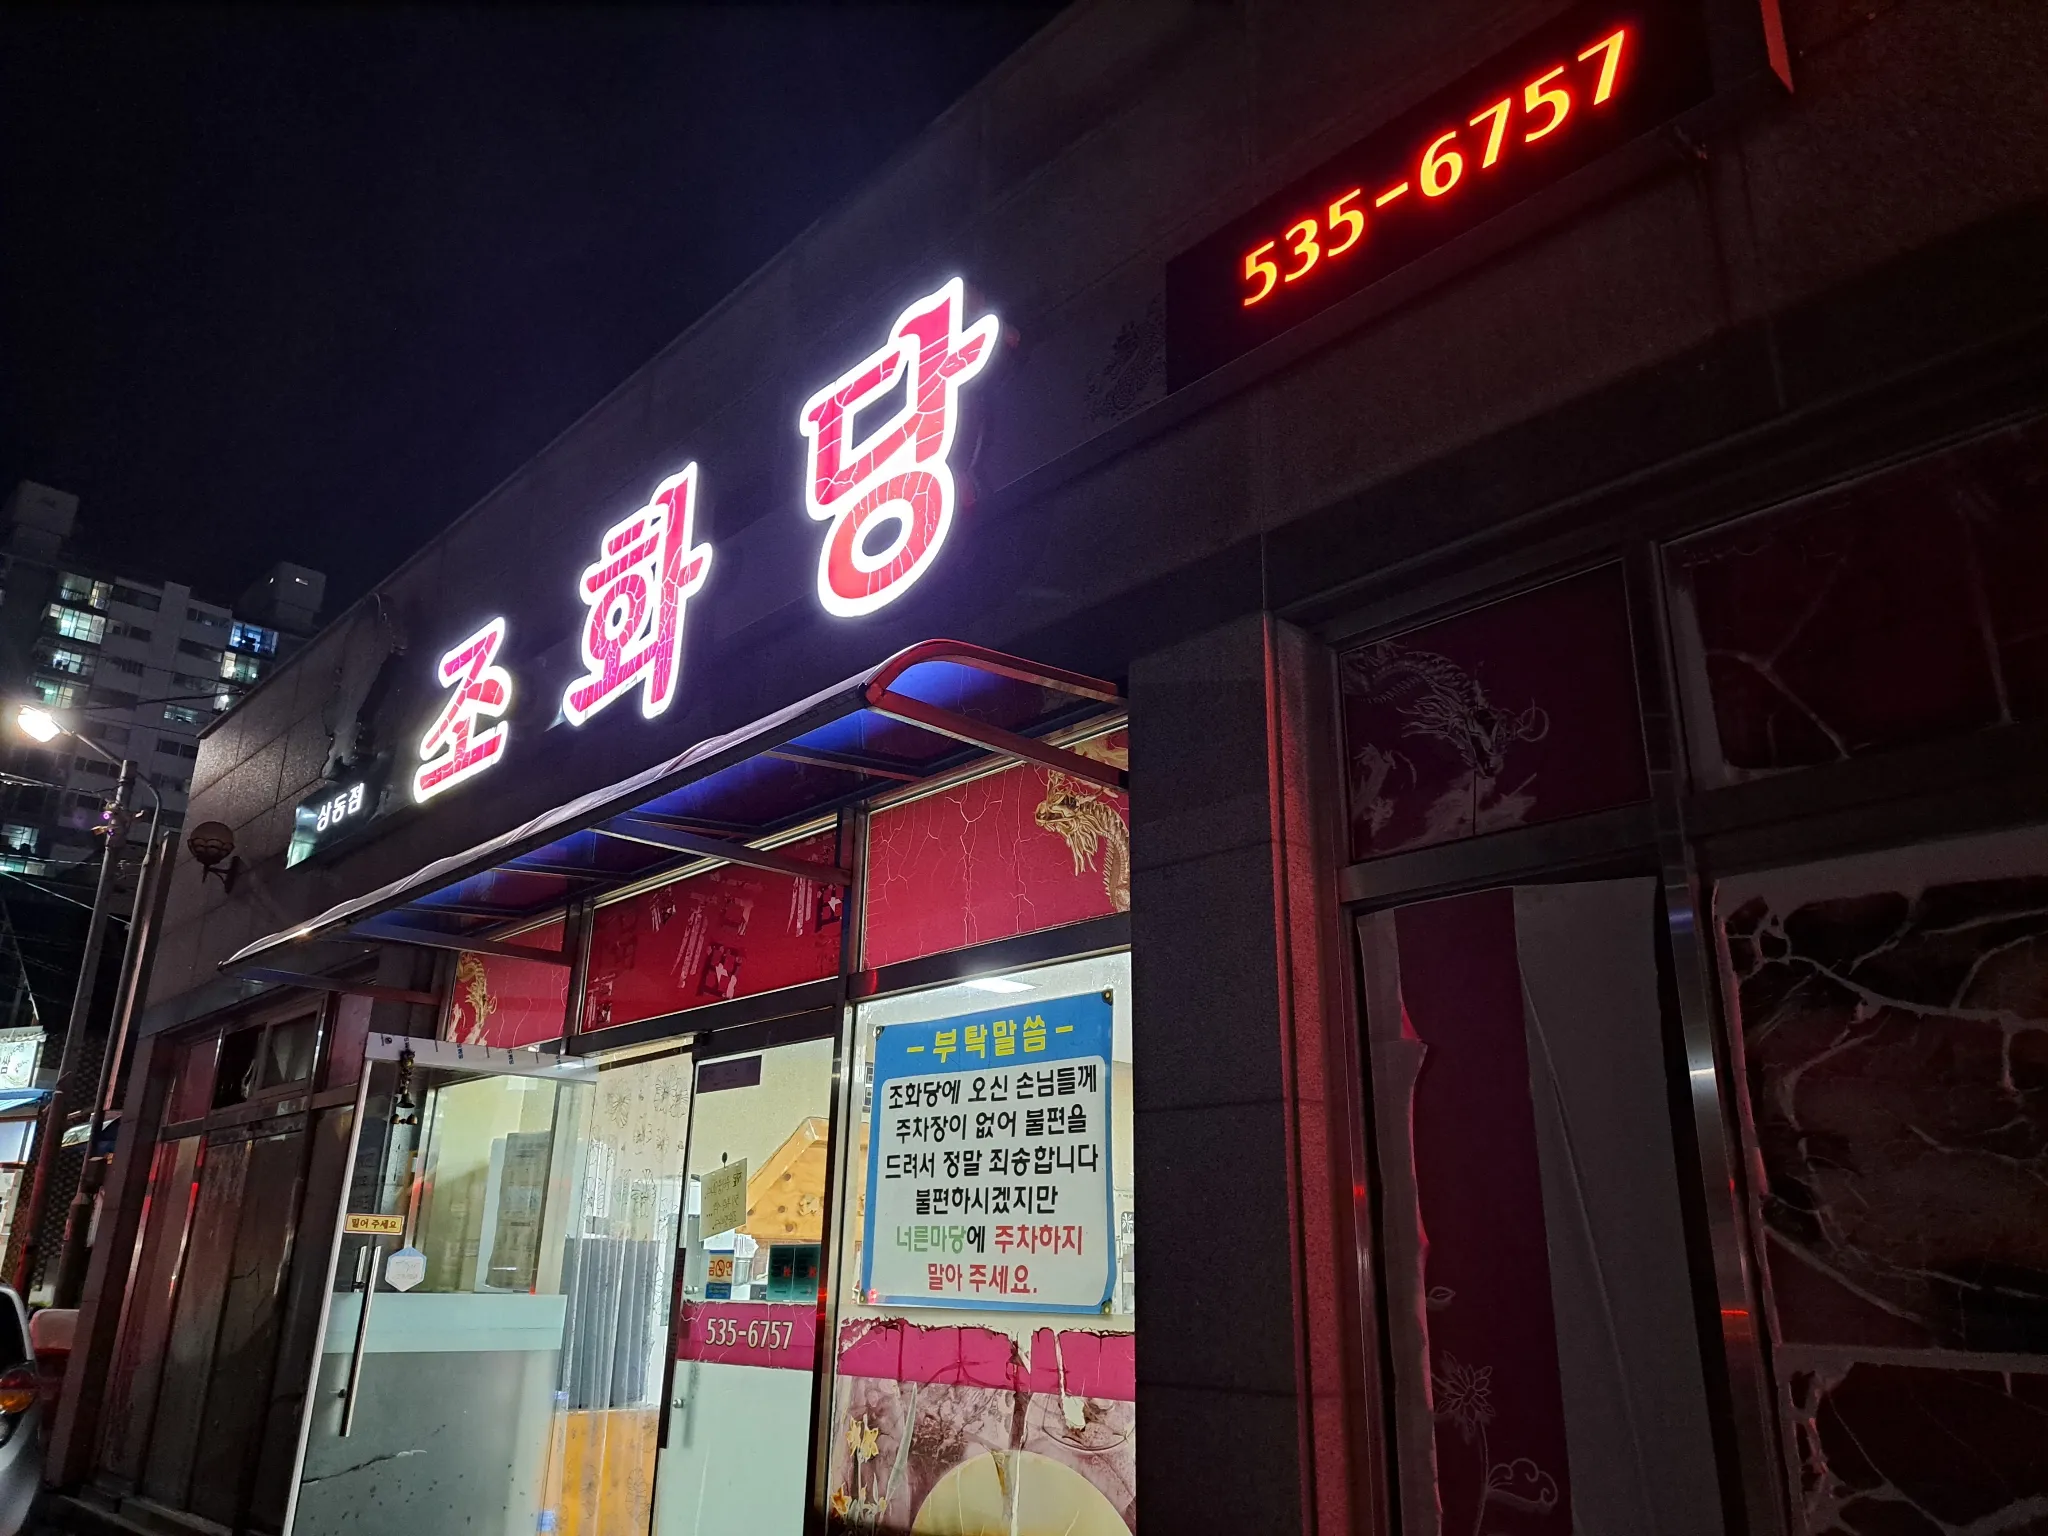 535-6757
조화당
상동점
- 부탁말씀 -
조화당에 오신 손님들께
주차장이 없어 불편을
드려서 정말 죄송합니다
불편하시겠지만
너른마당에 주차하지
말아 주세요.
밀어 주세요
금연
535-6757